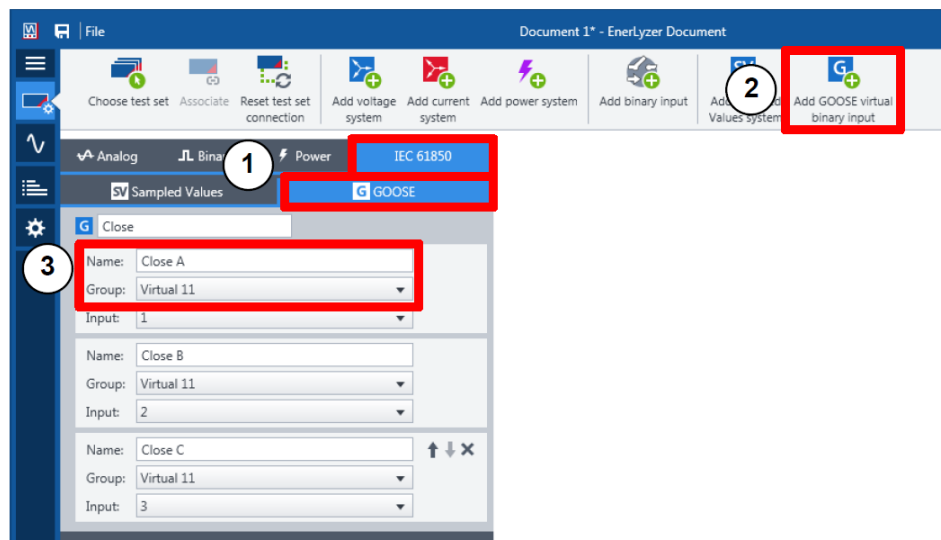 File
Document 1* - EnerLyzer Document
Choose test set
Associate
Reset test set
connection
Add voltage
system
Add current
system
Add power system
Add binary input
Values system
Add GOOSE virtual
binary input
2
1
Analog
Power
IEC 61850
SV Sampled Values
G GOOSE
G Close
3
Name: Close A
Group: Virtual 11
Input: 1
Name: Close B
Group: Virtual 11
Input: 2
Name: Close C
Group: Virtual 11
Input: 3